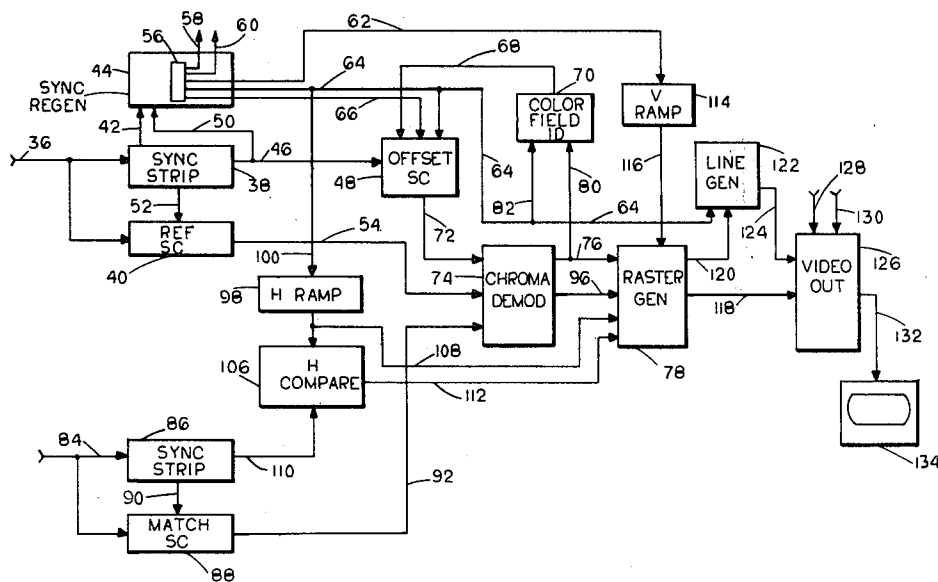 58
60
56
62
44
64
68
70
SYNC
REGEN
66
COLOR
FIELD
ID
V
RAMP
114
42
50
36
SYNC
STRIP
46
38
OFFSET
SC
48
64
82
80
116
LINE
GEN
122
64
124
128
130
52
REF
SC
40
54
72
100
74
CHROMA
DEMOD
76
96
RASTER
GEN
120
118
VIDEO
OUT
126
98
H RAMP
132
106
H
COMPARE
108
112
78
134
84
86
SYNC
STRIP
110
92
90
MATCH
SC
88